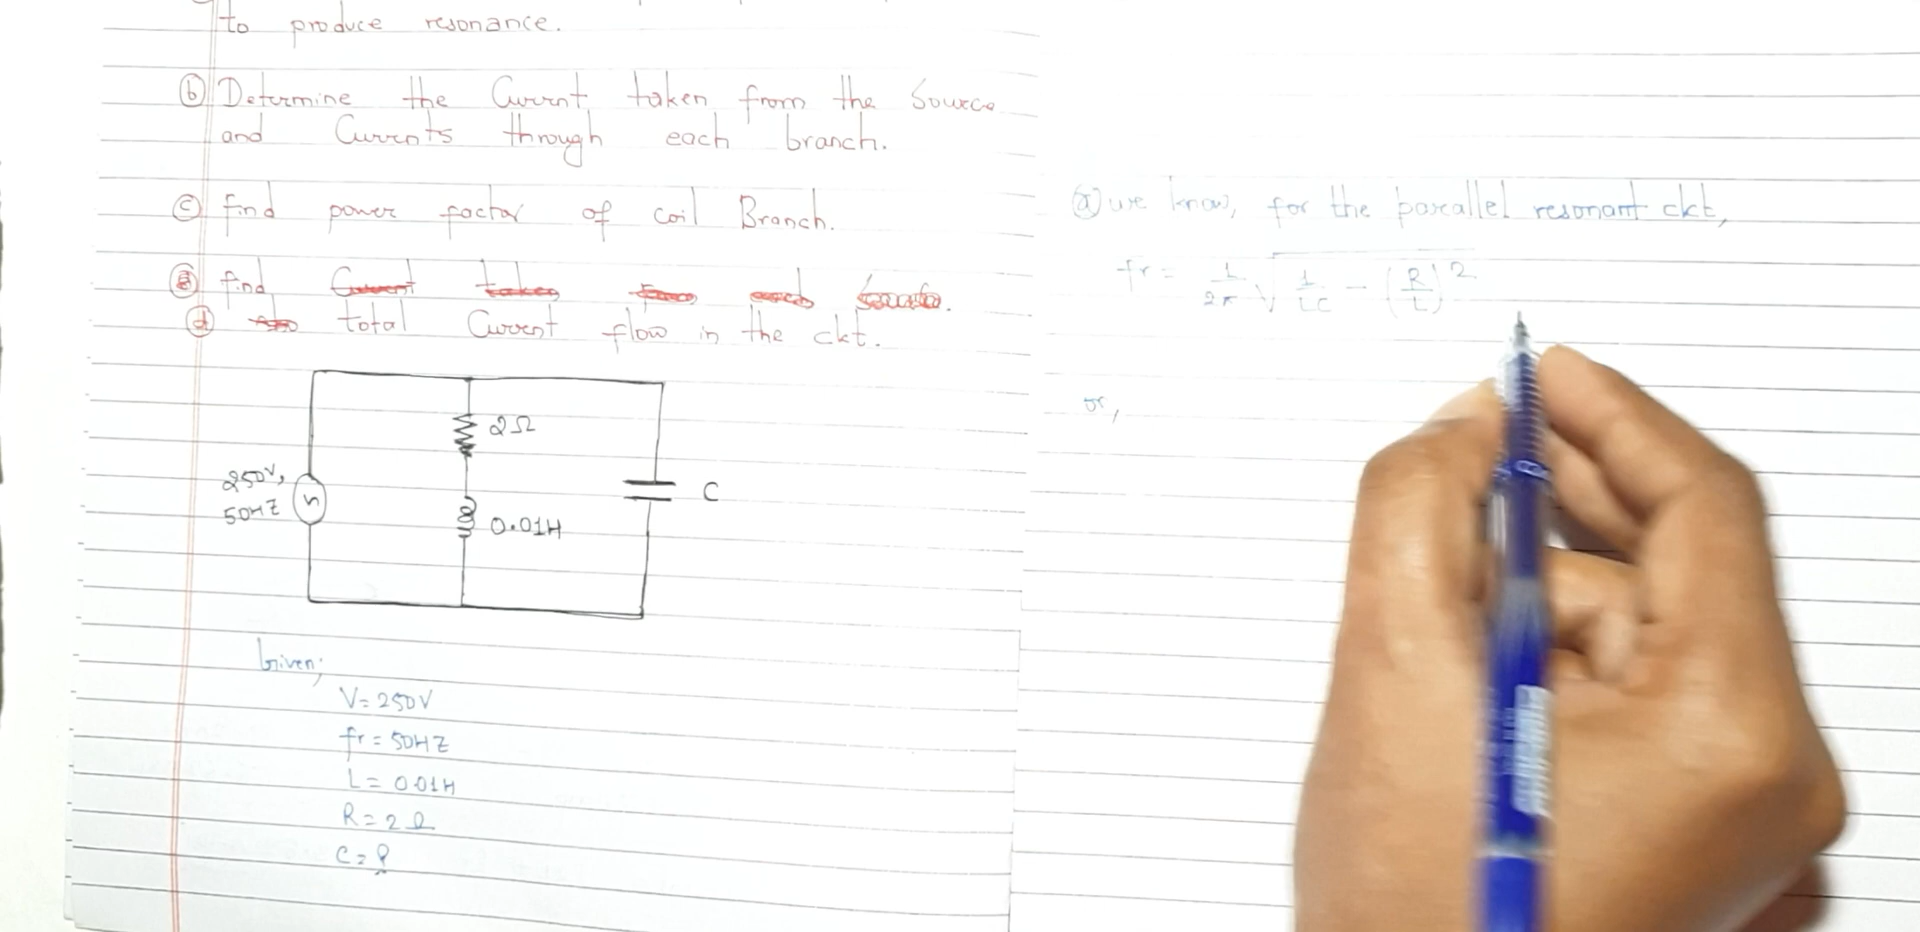 to produce resonance.
ⓑ Determine the Current taken from the Source
and Currents through each branch.
ⓒ find power factor of coil Branch.
find
ⓓ total Current flow in the ckt.
2Ω
250V,
50HZ
C
0.01H
Given;
V=250V
fr=50HZ
L=0.01H
R=2Ω
C=?
ⓐ we know, for the parallel resonant ckt,
fr = 1/2π √(1/LC - (R/L)²)
or,